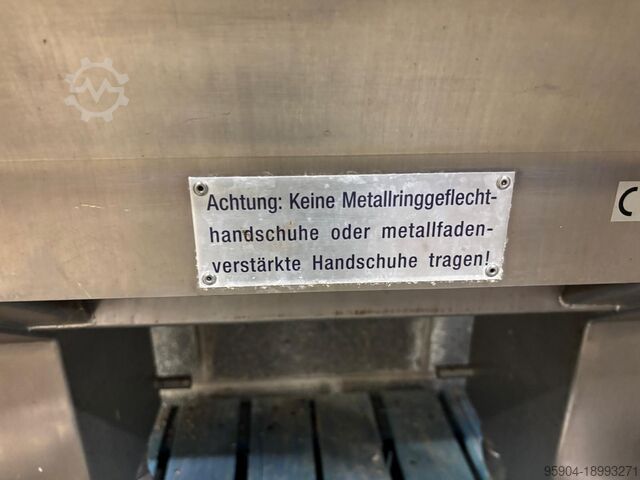 Achtung: Keine Metallringgeflecht-
handschuhe oder metallfaden-
verstärkte Handschuhe tragen!
C
95904-18993271